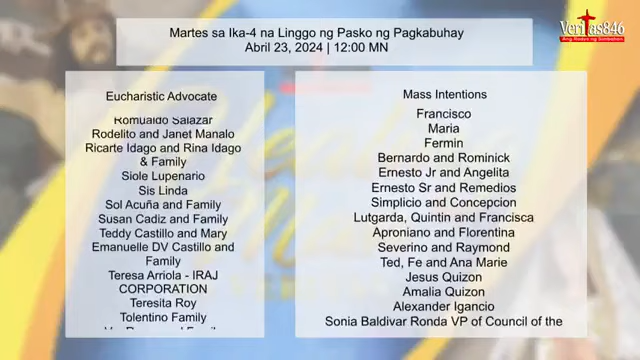 Martes sa Ika-4 na Linggo ng Pasko ng Pagkabuhay
Abril 23, 2024 | 12:00 MN
Veritas846
Ang Radyo ng Simbahan
Eucharistic Advocate
Romualdo Salazar
Rodelito and Janet Manalo
Ricarte Idago and Rina Idago
& Family
Siole Lupenario
Sis Linda
Sol Acuña and Family
Susan Cadiz and Family
Teddy Castillo and Mary
Emanuelle DV Castillo and
Family
Teresa Arriola - IRAJ
CORPORATION
Teresita Roy
Tolentino Family
Mass Intentions
Francisco
Maria
Fermin
Bernardo and Rominick
Ernesto Jr and Angelita
Ernesto Sr and Remedios
Simplicio and Concepcion
Lutgarda, Quintin and Francisca
Aproniano and Florentina
Severino and Raymond
Ted, Fe and Ana Marie
Jesus Quizon
Amalia Quizon
Alexander Igancio
Sonia Baldivar Ronda VP of Council of the